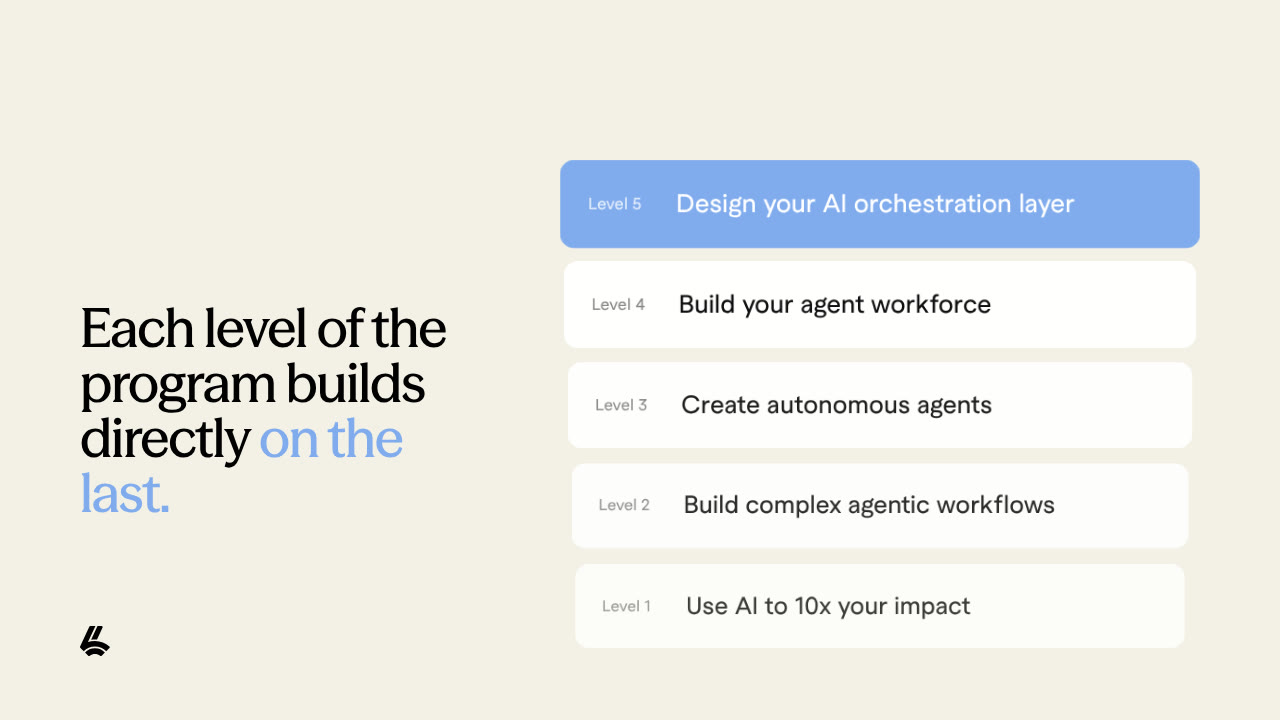 Each level of the
program builds
directly on the
last.
Level 5 Design your AI orchestration layer
Level 4 Build your agent workforce
Level 3 Create autonomous agents
Level 2 Build complex agentic workflows
Level 1 Use AI to 10x your impact